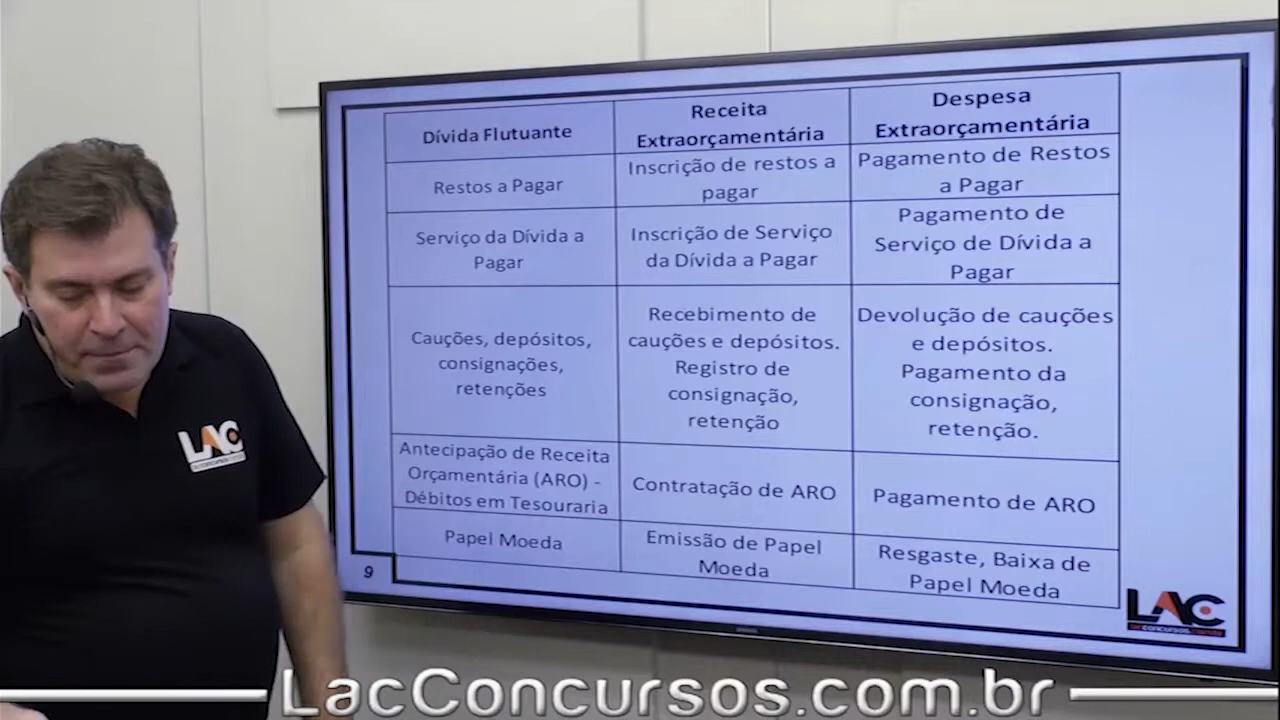 Dívida Flutuante
Receita
Extraorçamentária
Despesa
Extraorçamentária
Restos a Pagar
Inscrição de restos a
pagar
Pagamento de Restos
a Pagar
Serviço da Dívida a
Pagar
Inscrição de Serviço
da Dívida a Pagar
Pagamento de
Serviço de Dívida a
Pagar
Cauções, depósitos,
consignações,
retenções
Recebimento de
cauções e depósitos.
Registro de
consignação,
retenção
Devolução de cauções
e depósitos.
Pagamento da
consignação,
retenção.
Antecipação de Receita
Orçamentária (ARO) -
Débitos em Tesouraria
Contratação de ARO
Pagamento de ARO
Papel Moeda
Emissão de Papel
Moeda
Resgaste, Baixa de
Papel Moeda
9
LAC
LAC
LacConcursos.com.br